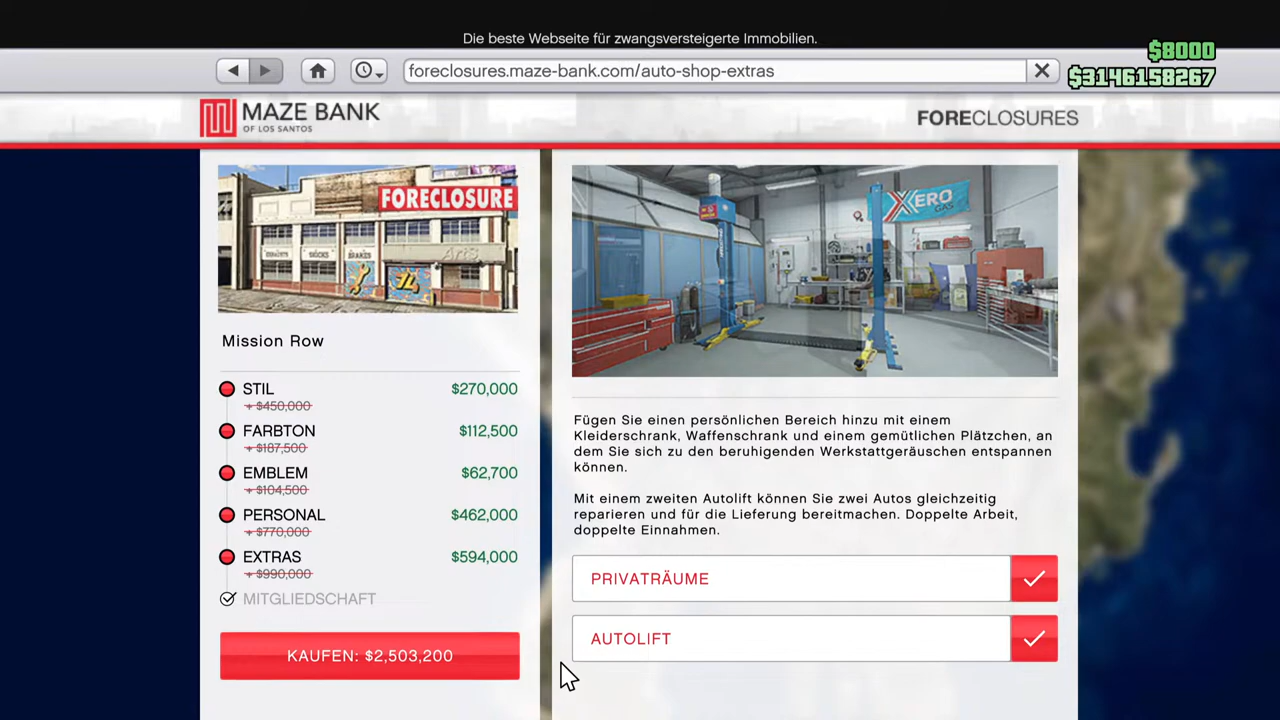 Die beste Webseite für zwangsversteigerte Immobilien.
$8000
foreclosures.maze-bank.com/auto-shop-extras
$3146158267
MAZE BANK
OF LOS SANTOS
FORECLOSURES
FORECLOSURE
SHOCKS
BRAKES
XERO
GAS
Mission Row
STIL $270,000
+ $450,000
FARBTON $112,500
+ $187,500
EMBLEM $62,700
+ $104,500
PERSONAL $462,000
+ $770,000
EXTRAS $594,000
+ $990,000
MITGLIEDSCHAFT
KAUFEN: $2,503,200
Fügen Sie einen persönlichen Bereich hinzu mit einem
Kleiderschrank, Waffenschrank und einem gemütlichen Plätzchen, an
dem Sie sich zu den beruhigenden Werkstattgeräuschen entspannen
können.
Mit einem zweiten Autolift können Sie zwei Autos gleichzeitig
reparieren und für die Lieferung bereitmachen. Doppelte Arbeit,
doppelte Einnahmen.
PRIVATRÄUME
AUTOLIFT